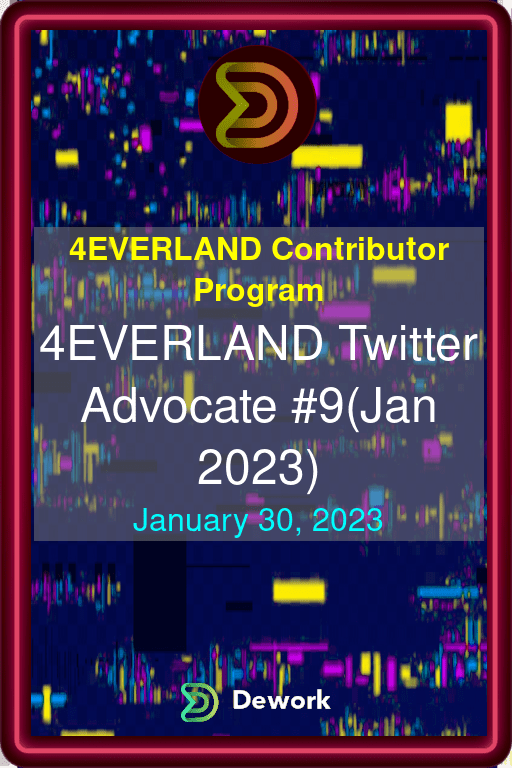 4EVERLAND Contributor
Program
4EVERLAND Twitter
Advocate #9(Jan
2023)
January 30, 2023
Dework